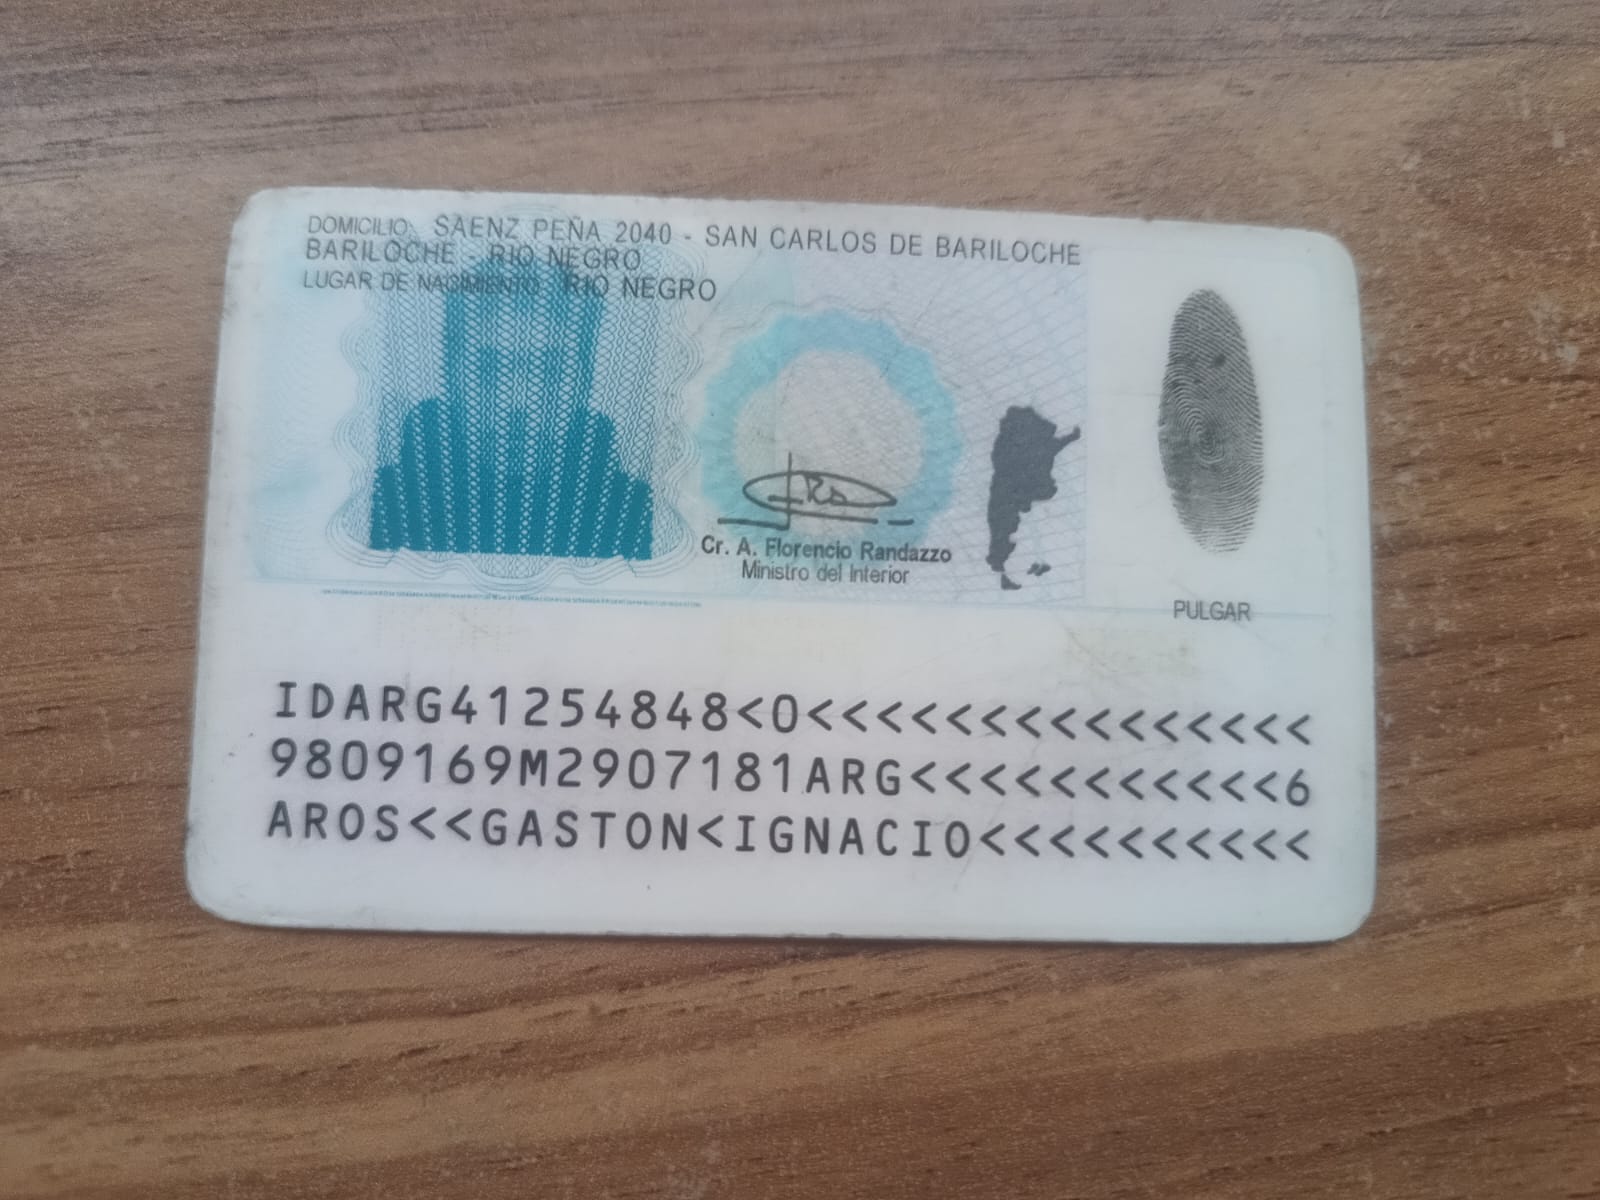 DOMICILIO: SAENZ PEÑA 2040 - SAN CARLOS DE BARILOCHE
BARILOCHE - RIO NEGRO
LUGAR DE NACIMIENTO: RIO NEGRO
Cr. A. Florencio Randazzo
Ministro del Interior
PULGAR
IDARG41254848<0<<<<<<<<<<<<<<<
9809169M2907181ARG<<<<<<<<<<<6
AROS<<GASTON<IGNACIO<<<<<<<<<<